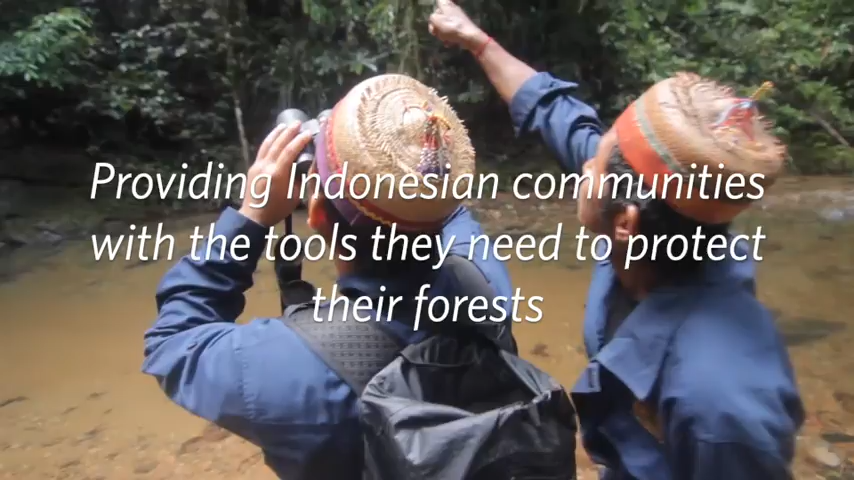 Providing Indonesian communities
with the tools they need to protect
their forests